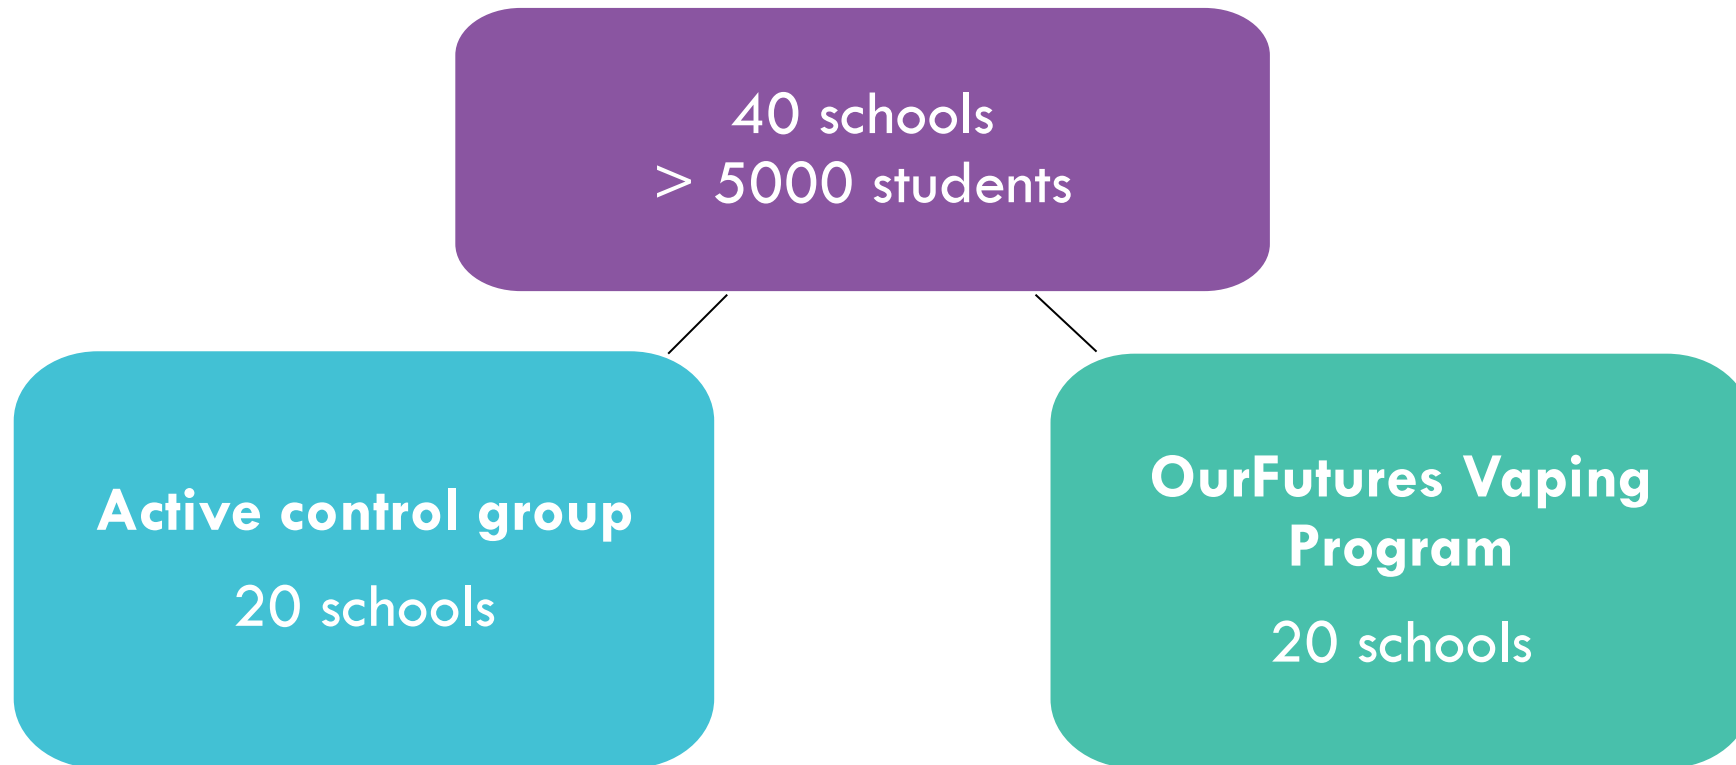 40 schools
> 5000 students
Active control group
20 schools
OurFutures Vaping
Program
20 schools